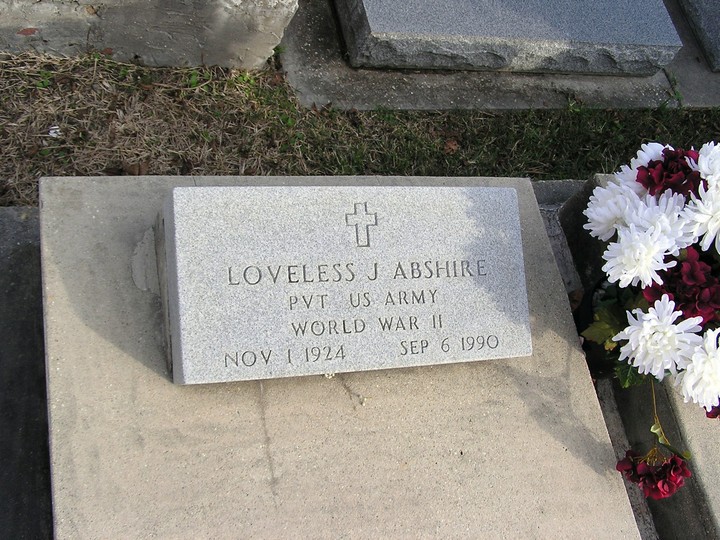 LOVELESS J ABSHIRE
PVT US ARMY
WORLD WAR II
NOV 1 1924 SEP 6 1990